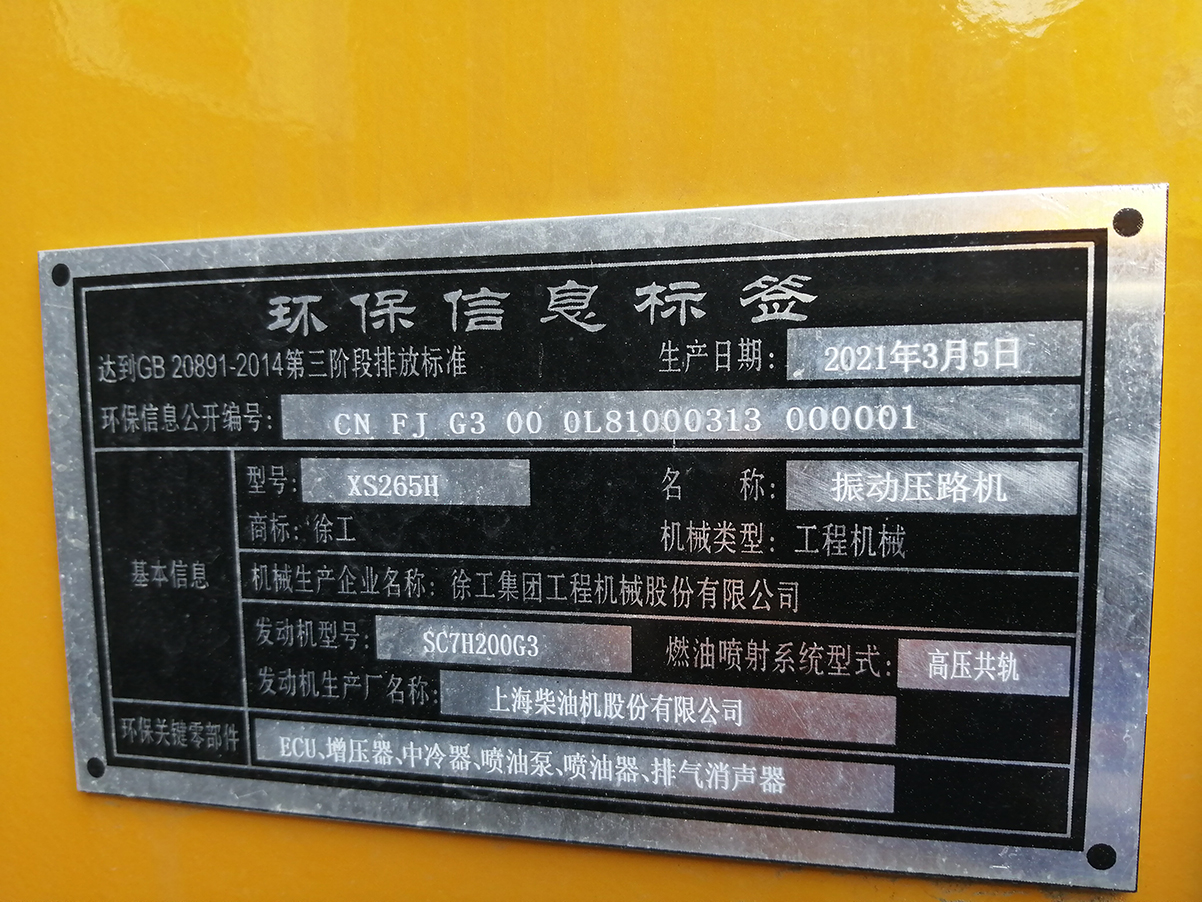 环保信息标签
达到GB 20891-2014第三阶段排放标准 生产日期: 2021年3月5日
环保信息公开编号: CN FJ G3 00 0L81000313 000001
基本信息
型号: XS265H 名 称: 振动压路机
商标: 徐工 机械类型: 工程机械
机械生产企业名称: 徐工集团工程机械股份有限公司
发动机型号: SC7H200G3 燃油喷射系统型式: 高压共轨
发动机生产厂名称: 上海柴油机股份有限公司
环保关键零部件 ECU、增压器、中冷器、喷油泵、喷油器、排气消声器